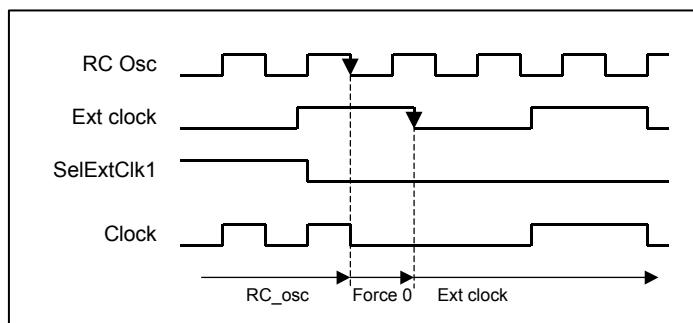 RC Osc
Ext clock
SelExtClk1
Clock
RC_osc Force 0 Ext clock